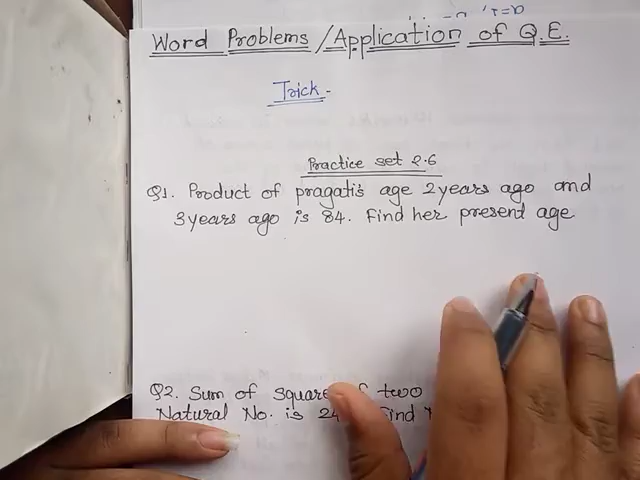 Word Problems/Application of Q.E.
Trick-
Practice set 2.6
Q1. Product of pragati's age 2years ago and
3years ago is 84. Find her present age
Q2. Sum of square two
Natural No. is Find